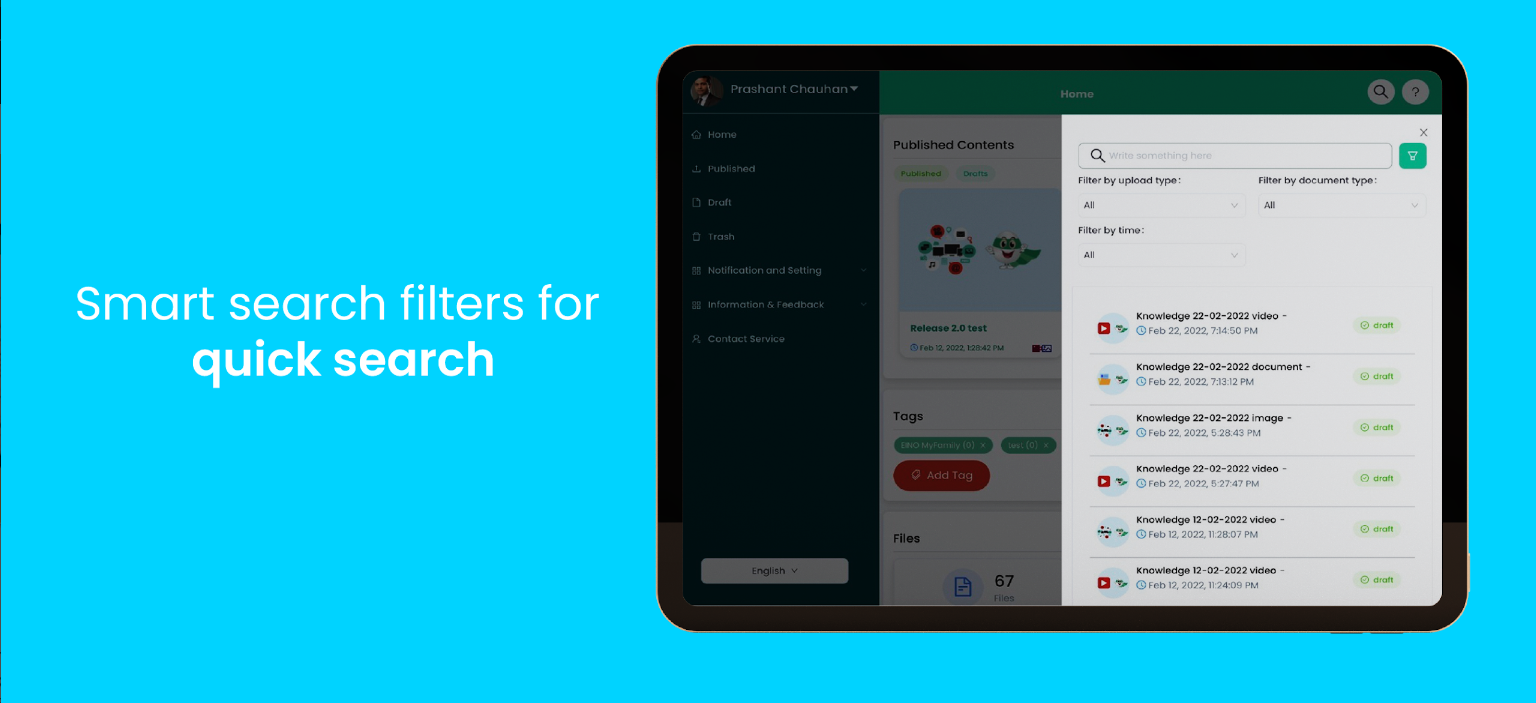 Smart search filters for
quick search
Prashant Chauhan
Home
Published
Draft
Trash
Notification and Setting
Information & Feedback
Contact Service
English
Home
?
Published Contents
Published Drafts
Release 2.0 test
Feb 12, 2022, 1:28:42 PM
Tags
EINO MyFamily (0) × test (0) ×
Add Tag
Files
67
Files
Write something here
Filter by upload type: Filter by document type:
All All
Filter by time:
All
Knowledge 22-02-2022 video -
Feb 22, 2022, 7:14:50 PM
draft
Knowledge 22-02-2022 document -
Feb 22, 2022, 7:13:12 PM
draft
Knowledge 22-02-2022 image -
Feb 22, 2022, 5:28:43 PM
draft
Knowledge 22-02-2022 video -
Feb 22, 2022, 5:27:47 PM
draft
Knowledge 12-02-2022 video -
Feb 12, 2022, 11:28:07 PM
draft
Knowledge 12-02-2022 video -
Feb 12, 2022, 11:24:09 PM
draft